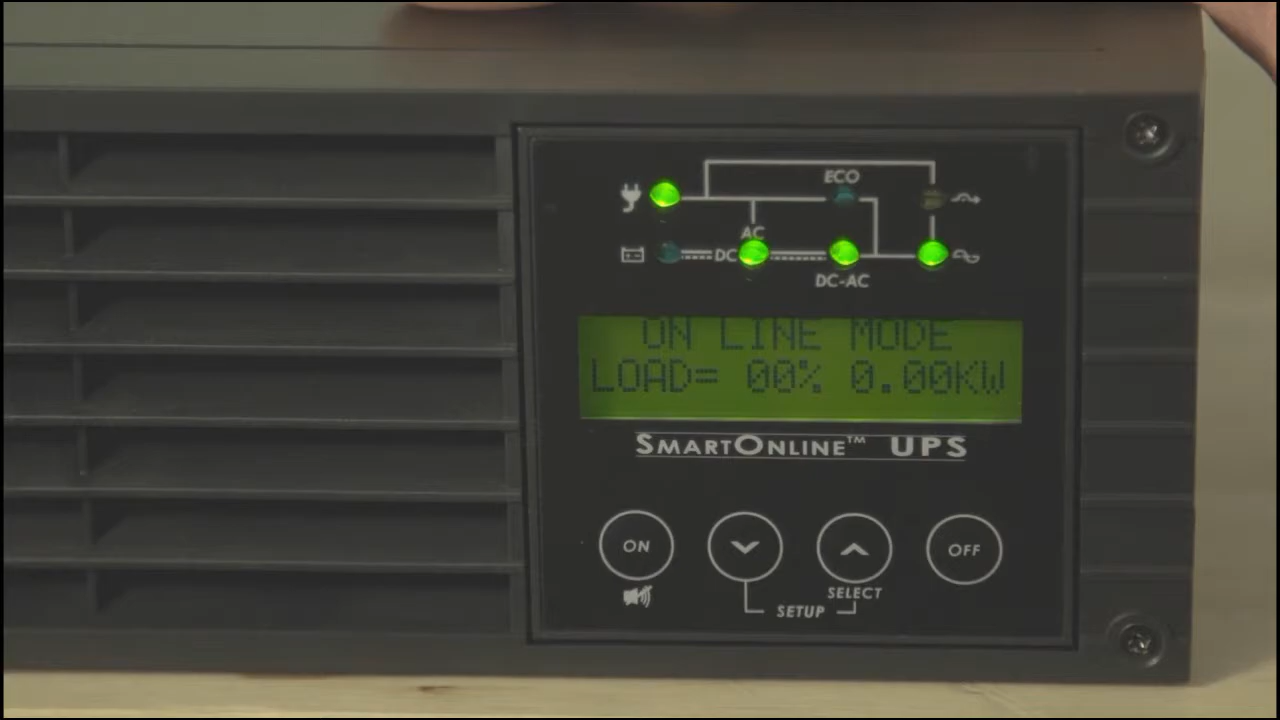 ECO
AC
DC
DC-AC
ON LINE MODE
LOAD= 00% 0.00KW
SMARTONLINE™ UPS
ON
OFF
SELECT
SETUP